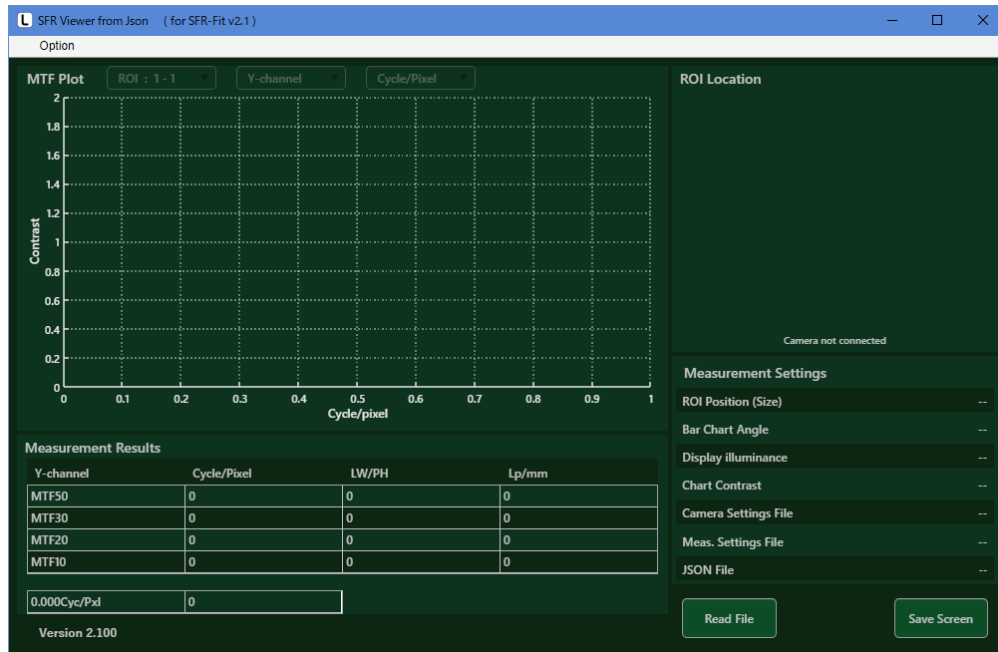 L SFR Viewer from Json ( for SFR-Fit v2.1 )
Option
MTF Plot ROI : 1 - 1 Y-channel Cycle/Pixel
2
1.8
1.6
1.4
1.2
1
0.8
0.6
0.4
0.2
0
Contrast
0 0.1 0.2 0.3 0.4 0.5 0.6 0.7 0.8 0.9 1
Cycle/pixel
ROI Location
Camera not connected
Measurement Settings
ROI Position (Size) --
Bar Chart Angle --
Display illuminance --
Chart Contrast --
Camera Settings File --
Meas. Settings File --
JSON File --
Measurement Results
Y-channel Cycle/Pixel LW/PH Lp/mm
MTF50 0 0 0
MTF30 0 0 0
MTF20 0 0 0
MTF10 0 0 0
0.000Cyc/Pxl 0
Version 2.100
Read File Save Screen